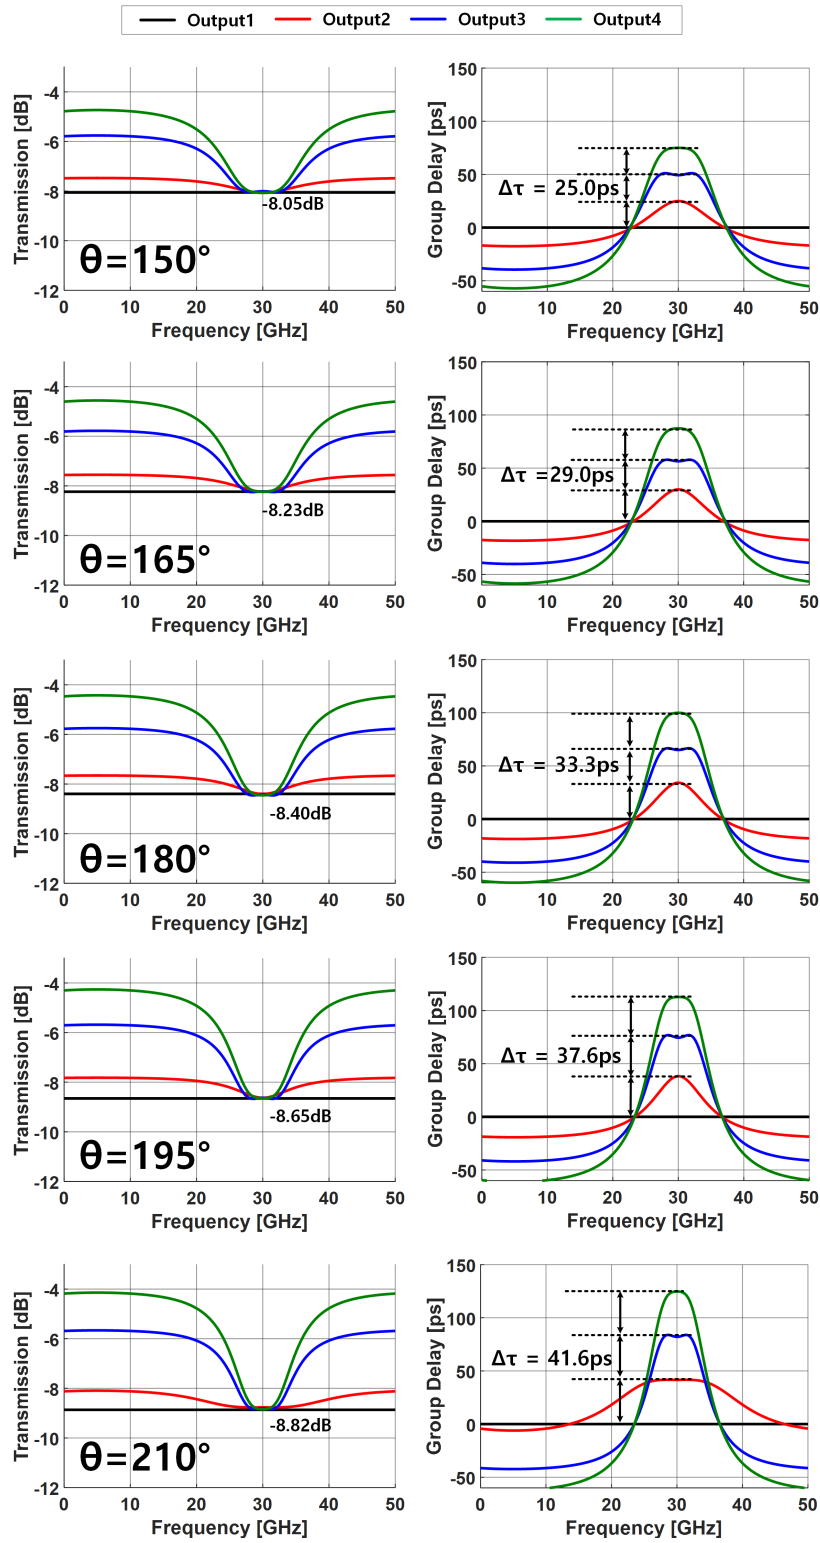 Output1 Output2 Output3 Output4
Transmission [dB]
-4
-6
-8
-10
-12
-8.05dB
θ=150°
0 10 20 30 40 50
Frequency [GHz]
Group Delay [ps]
150
100
50
0
-50
Δτ = 25.0ps
0 10 20 30 40 50
Frequency [GHz]
Transmission [dB]
-4
-6
-8
-10
-12
-8.23dB
θ=165°
0 10 20 30 40 50
Frequency [GHz]
Group Delay [ps]
150
100
50
0
-50
Δτ =29.0ps
0 10 20 30 40 50
Frequency [GHz]
Transmission [dB]
-4
-6
-8
-10
-12
-8.40dB
θ=180°
0 10 20 30 40 50
Frequency [GHz]
Group Delay [ps]
150
100
50
0
-50
Δτ = 33.3ps
0 10 20 30 40 50
Frequency [GHz]
Transmission [dB]
-4
-6
-8
-10
-12
-8.65dB
θ=195°
0 10 20 30 40 50
Frequency [GHz]
Group Delay [ps]
150
100
50
0
-50
Δτ = 37.6ps
0 10 20 30 40 50
Frequency [GHz]
Transmission [dB]
-4
-6
-8
-10
-12
-8.82dB
θ=210°
0 10 20 30 40 50
Frequency [GHz]
Group Delay [ps]
150
100
50
0
-50
Δτ = 41.6ps
0 10 20 30 40 50
Frequency [GHz]